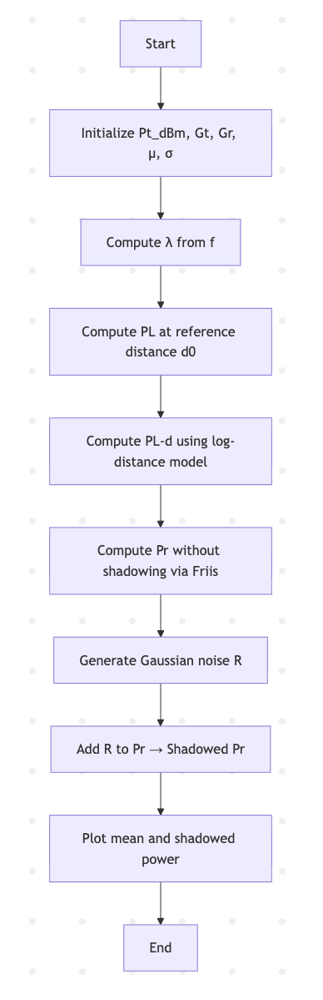 Start
Initialize Pt_dBm, Gt, Gr,
μ, σ
Compute λ from f
Compute PL at reference
distance d0
Compute PL-d using log-
distance model
Compute Pr without
shadowing via Friis
Generate Gaussian noise R
Add R to Pr → Shadowed Pr
Plot mean and shadowed
power
End